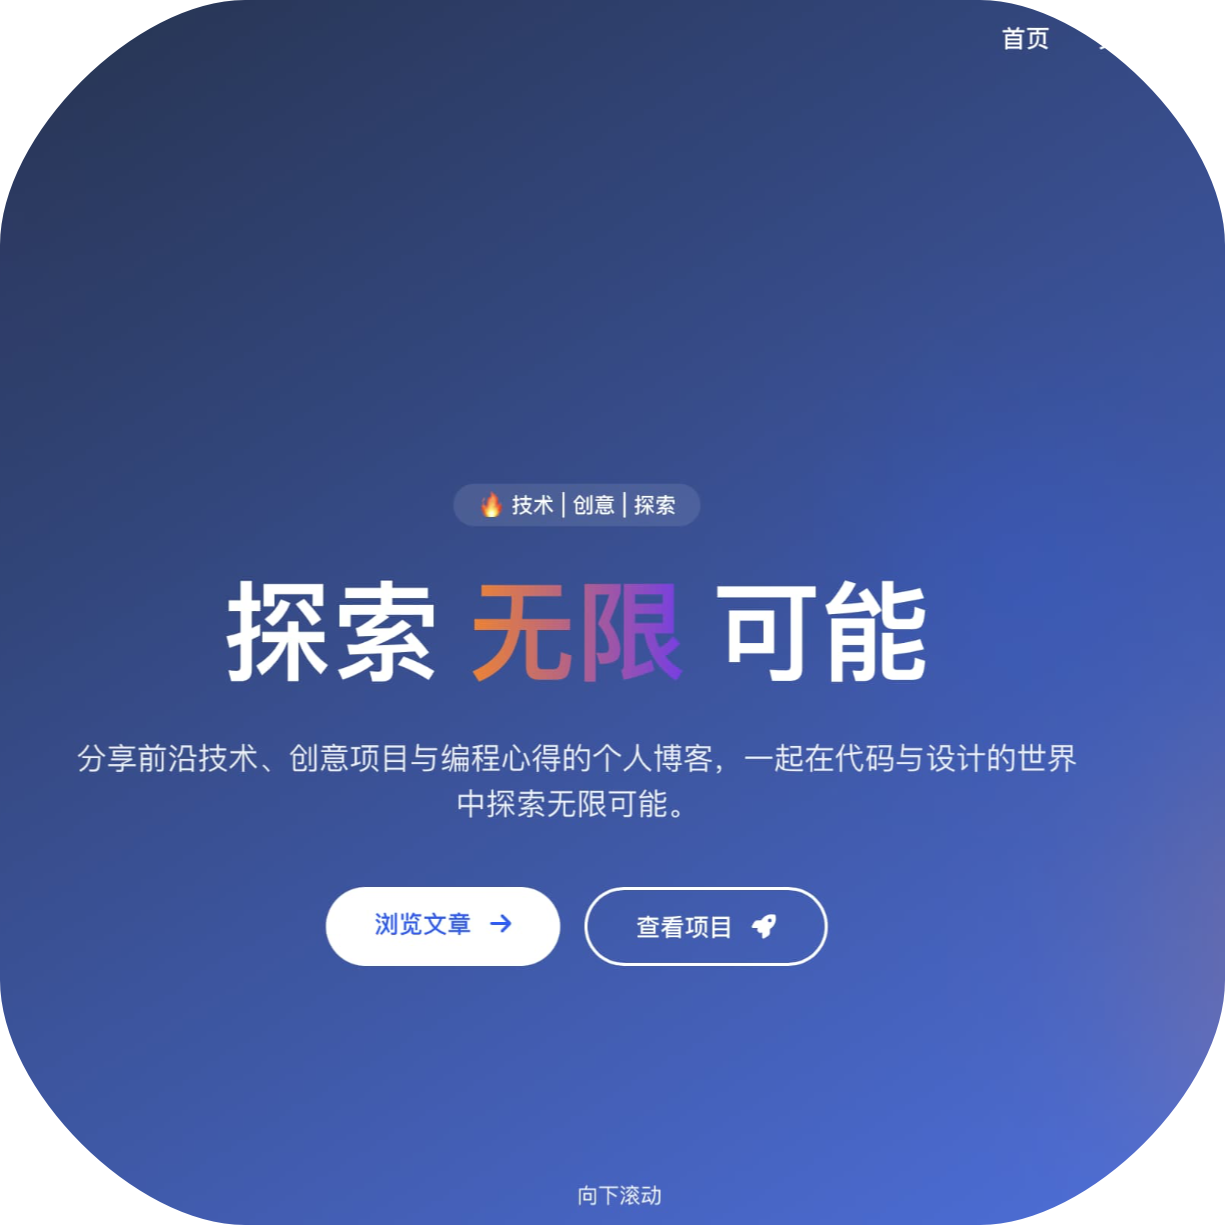 首页
🔥 技术 | 创意 | 探索
探索 无限 可能
分享前沿技术、创意项目与编程心得的个人博客，一起在代码与设计的世界
中探索无限可能。
浏览文章 →
查看项目
向下滚动